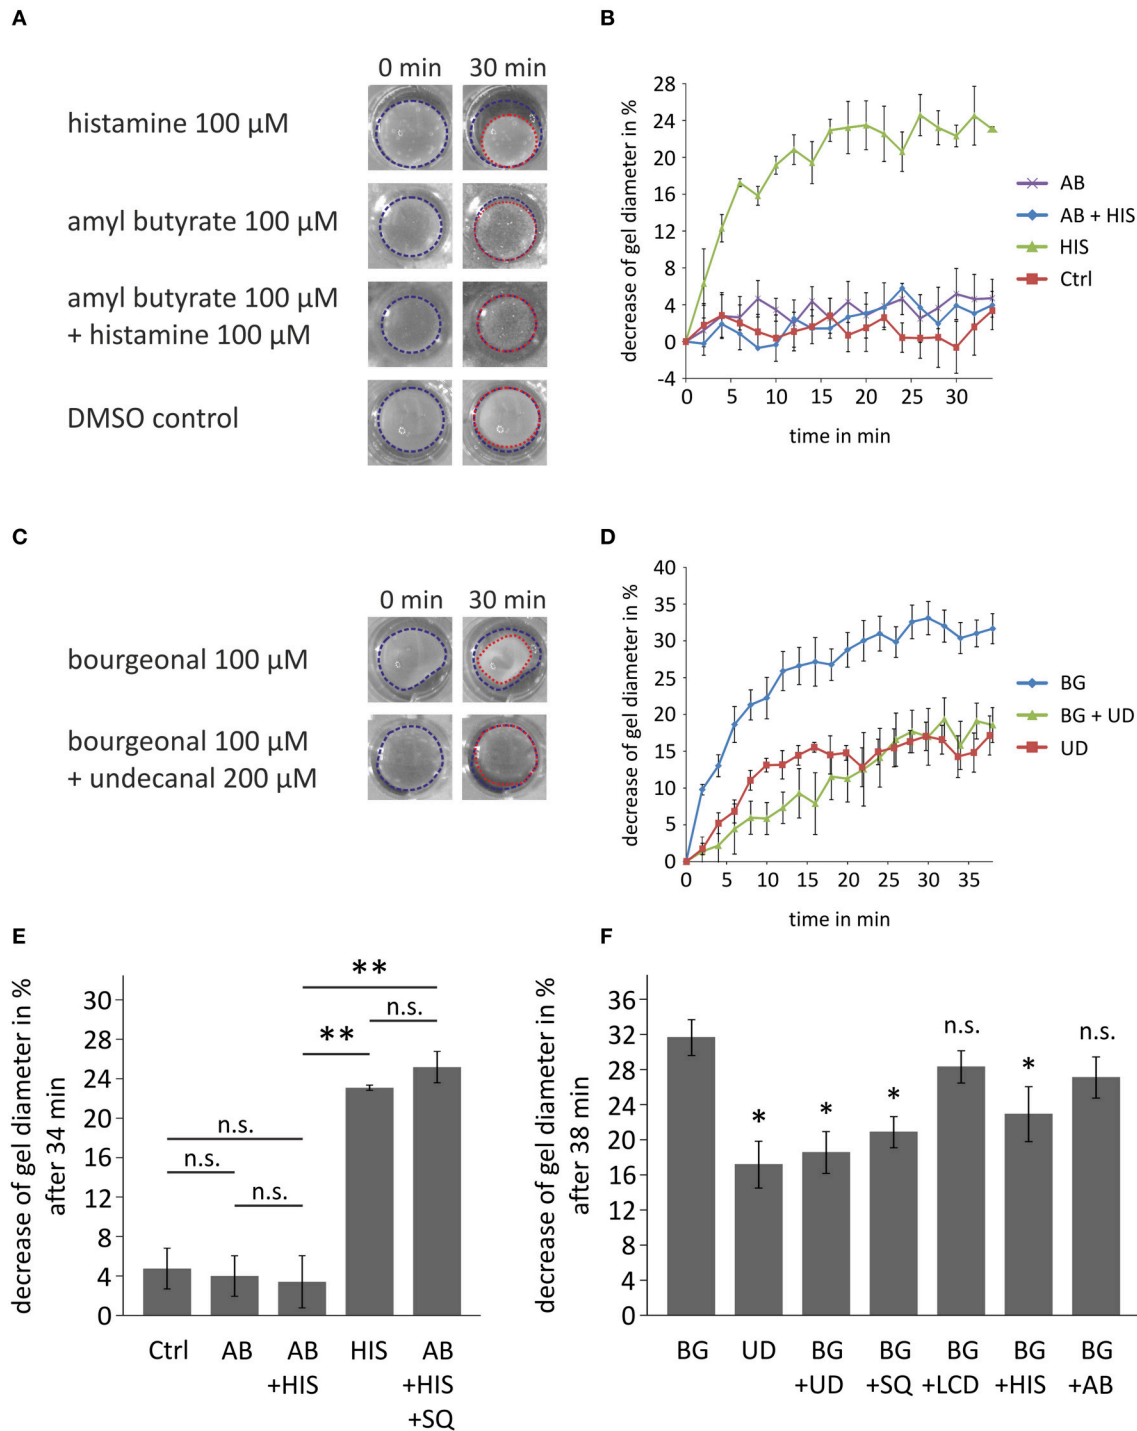 A
0 min 30 min
histamine 100 µM
amyl butyrate 100 µM
amyl butyrate 100 µM
+ histamine 100 µM
DMSO control
B
decrease of gel diameter in %
28
24
20
16
12
8
4
0
-4
0 5 10 15 20 25 30
time in min
AB
AB + HIS
HIS
Ctrl
C
0 min 30 min
bourgeonal 100 µM
bourgeonal 100 µM
+ undecanal 200 µM
D
decrease of gel diameter in %
40
35
30
25
20
15
10
5
0
0 5 10 15 20 25 30 35
time in min
BG
BG + UD
UD
E
decrease of gel diameter in %
after 34 min
30
28
24
20
16
12
8
4
0
**
n.s.
**
n.s.
n.s.
n.s.
Ctrl AB AB HIS AB
+HIS +HIS
+SQ
F
decrease of gel diameter in %
after 38 min
36
32
28
24
20
16
12
8
4
0
n.s. n.s.
* * * *
BG UD BG BG BG BG BG
+UD +SQ +LCD +HIS +AB